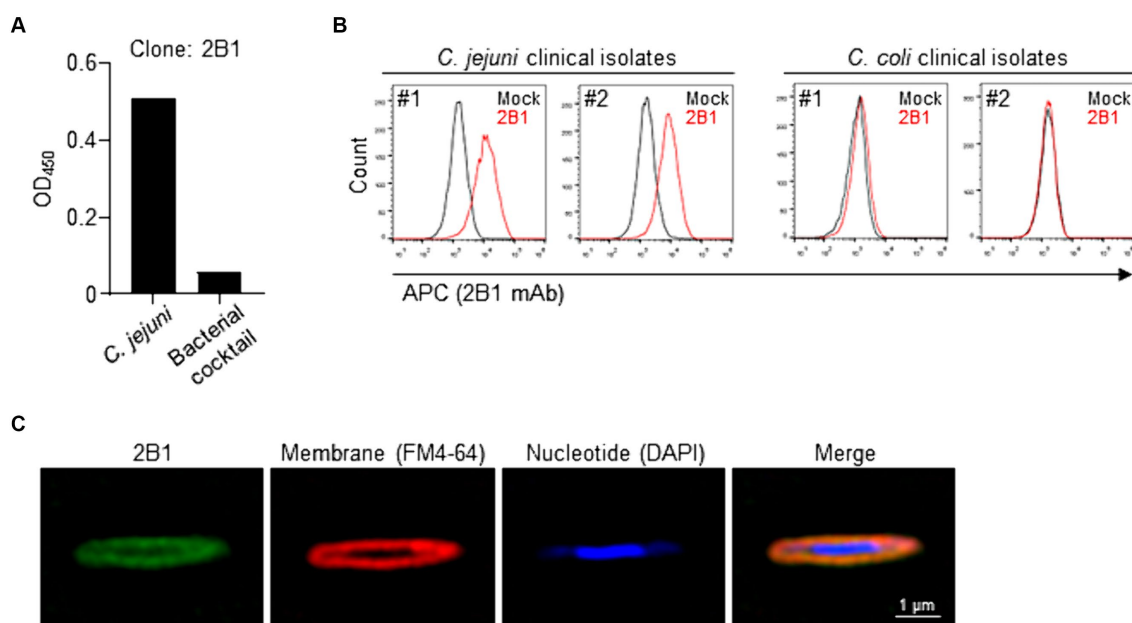 A
Clone: 2B1
0.6
0.4
0.2
0
OD450
C. jejuni
Bacterial
cocktail
B
C. jejuni clinical isolates
C. coli clinical isolates
#1 Mock
2B1
#2 Mock
2B1
#1 Mock
2B1
#2 Mock
2B1
Count
APC (2B1 mAb)
C
2B1
Membrane (FM4-64)
Nucleotide (DAPI)
Merge
1 µm